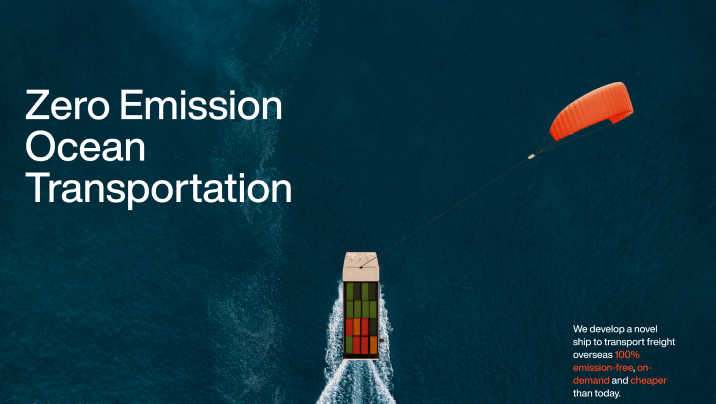 Zero Emission
Ocean
Transportation
We develop a novel
ship to transport freight
overseas 100%
emission-free, on-
demand and cheaper
than today.